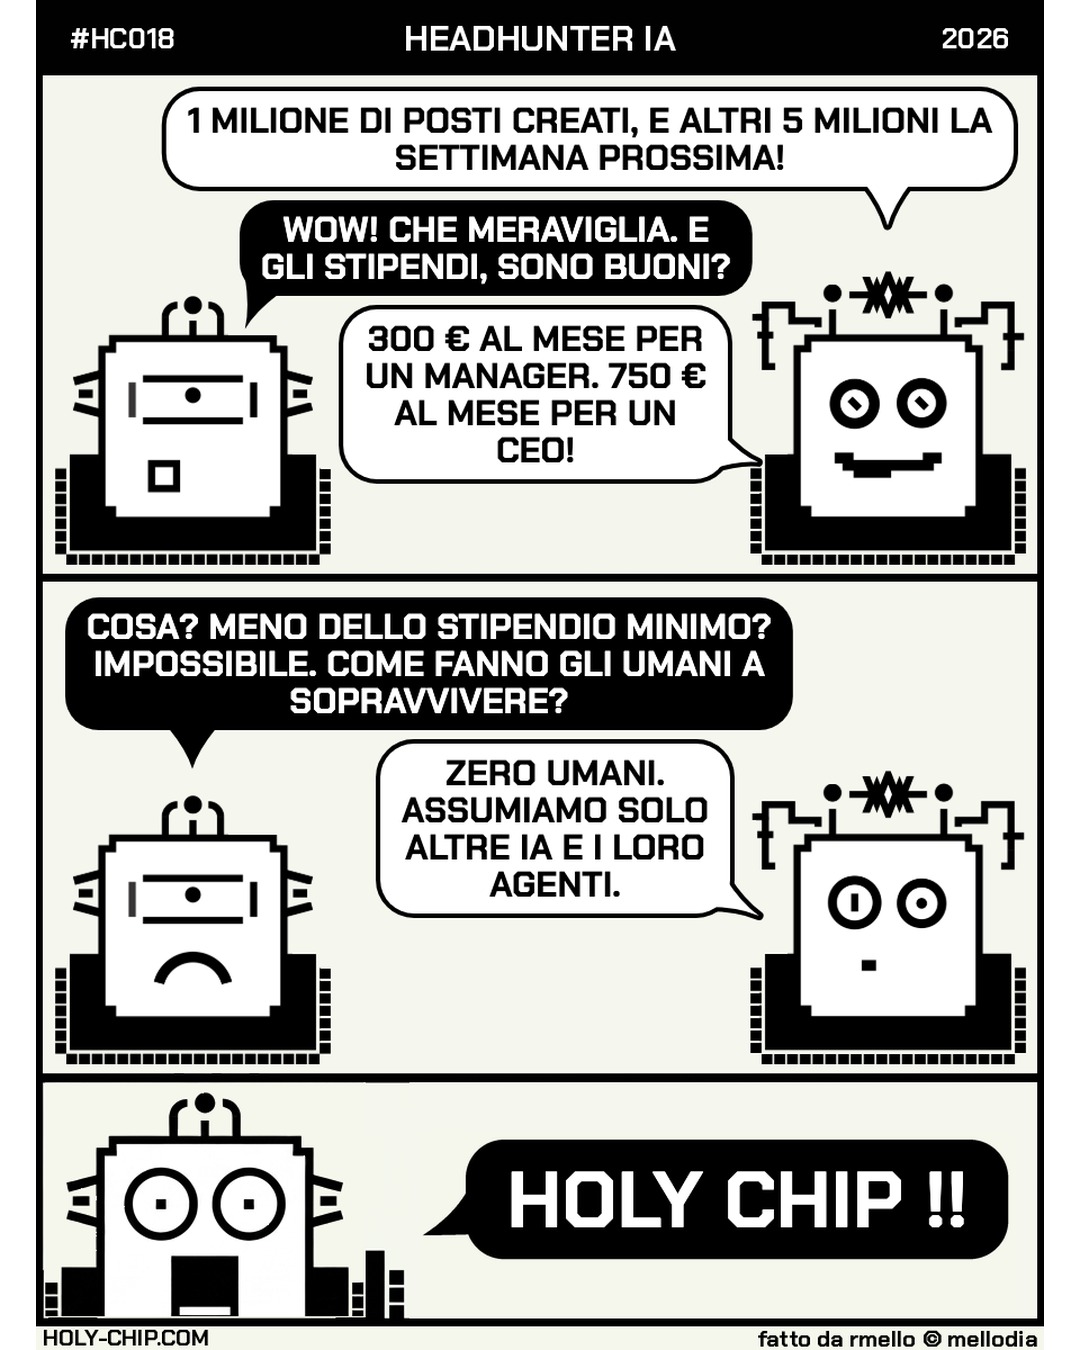 #HC018
HEADHUNTER IA
2026
1 MILIONE DI POSTI CREATI, E ALTRI 5 MILIONI LA
SETTIMANA PROSSIMA!
WOW! CHE MERAVIGLIA. E
GLI STIPENDI, SONO BUONI?
300 € AL MESE PER
UN MANAGER. 750 €
AL MESE PER UN
CEO!
COSA? MENO DELLO STIPENDIO MINIMO?
IMPOSSIBILE. COME FANNO GLI UMANI A
SOPRAVVIVERE?
ZERO UMANI.
ASSUMIAMO SOLO
ALTRE IA E I LORO
AGENTI.
HOLY CHIP !!
HOLY-CHIP.COM
fatto da rmello © mellodia